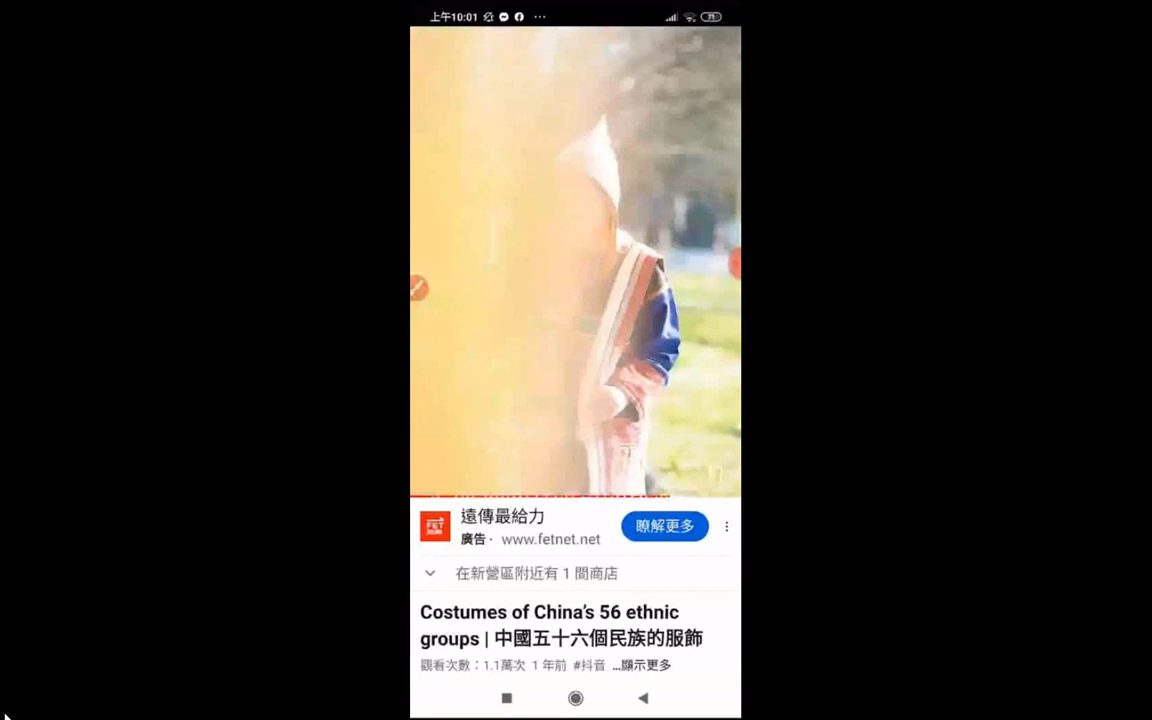 上午10:01
遠傳最給力
FET
廣告 · www.fetnet.net
瞭解更多
在新營區附近有 1 間商店
Costumes of China’s 56 ethnic
groups | 中國五十六個民族的服飾
觀看次數：1.1萬次 1 年前 #抖音 ...顯示更多